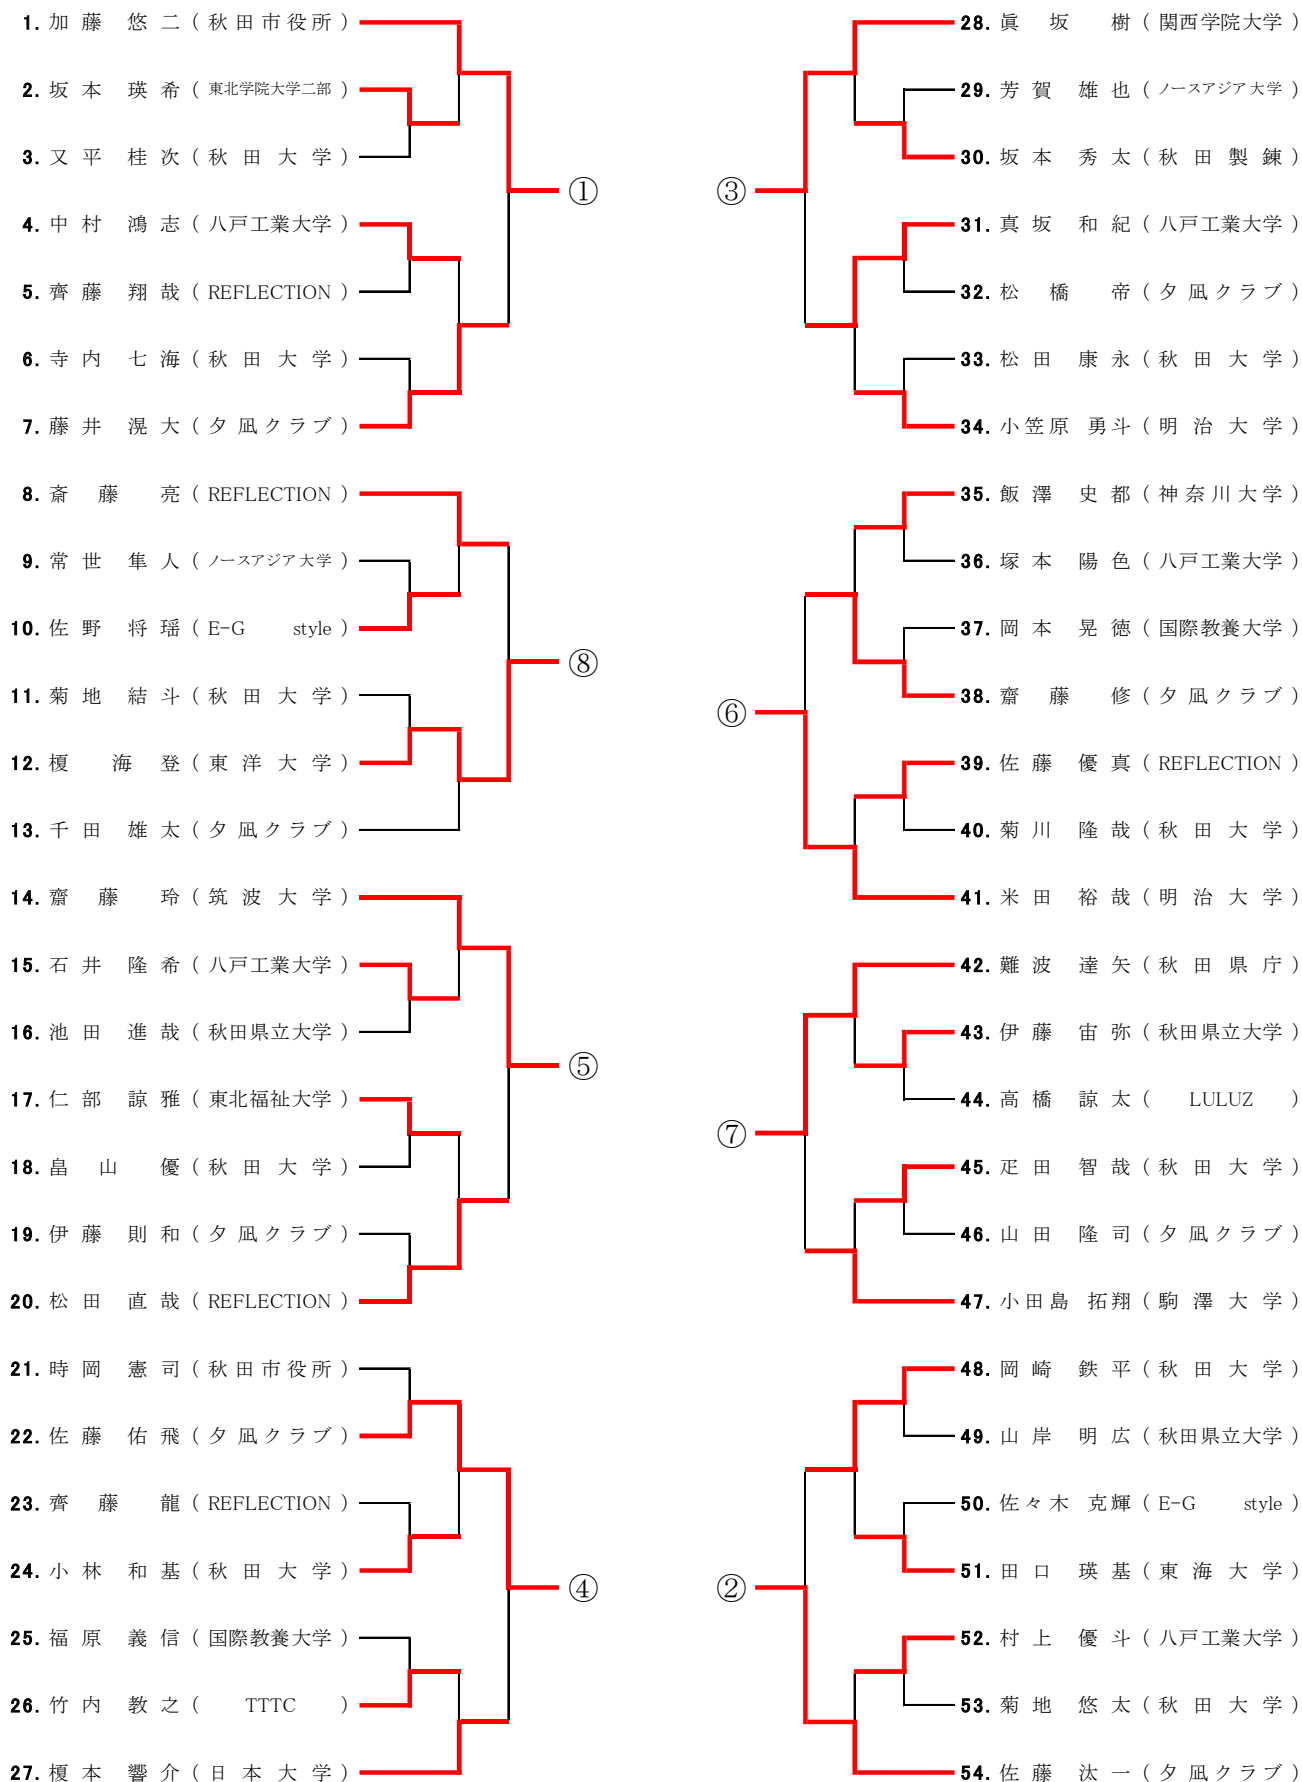 1. 加藤 悠二 ( 秋田市役所 )
2. 坂本 瑛希 ( 東北学院大学二部 )
3. 又平 桂次 ( 秋田大学 )
①
4. 中村 鴻志 ( 八戸工業大学 )
5. 齊藤 翔哉 ( REFLECTION )
6. 寺内 七海 ( 秋田大学 )
7. 藤井 滉大 ( 夕凪クラブ )
8. 斎藤 亮 ( REFLECTION )
9. 常世 隼人 ( ノースアジア大学 )
10. 佐野 将瑶 ( E-G style )
⑧
11. 菊地 結斗 ( 秋田大学 )
12. 榎 海登 ( 東洋大学 )
13. 千田 雄太 ( 夕凪クラブ )
14. 齋藤 玲 ( 筑波大学 )
15. 石井 隆希 ( 八戸工業大学 )
16. 池田 進哉 ( 秋田県立大学 )
⑤
17. 仁部 諒雅 ( 東北福祉大学 )
18. 畠山 優 ( 秋田大学 )
19. 伊藤 則和 ( 夕凪クラブ )
20. 松田 直哉 ( REFLECTION )
21. 時岡 憲司 ( 秋田市役所 )
22. 佐藤 佑飛 ( 夕凪クラブ )
23. 齊藤 龍 ( REFLECTION )
24. 小林 和基 ( 秋田大学 )
④
25. 福原 義信 ( 国際教養大学 )
26. 竹内 教之 ( TTTC )
27. 榎本 響介 ( 日本大学 )
28. 眞坂 樹 ( 関西学院大学 )
29. 芳賀 雄也 ( ノースアジア大学 )
30. 坂本 秀太 ( 秋田製錬 )
③
31. 真坂 和紀 ( 八戸工業大学 )
32. 松橋 帝 ( 夕凪クラブ )
33. 松田 康永 ( 秋田大学 )
34. 小笠原 勇斗 ( 明治大学 )
35. 飯澤 史都 ( 神奈川大学 )
36. 塚本 陽色 ( 八戸工業大学 )
37. 岡本 晃徳 ( 国際教養大学 )
38. 齋藤 修 ( 夕凪クラブ )
⑥
39. 佐藤 優真 ( REFLECTION )
40. 菊川 隆哉 ( 秋田大学 )
41. 米田 裕哉 ( 明治大学 )
42. 難波 達矢 ( 秋田県庁 )
43. 伊藤 宙弥 ( 秋田県立大学 )
44. 高橋 諒太 ( LULUZ )
⑦
45. 疋田 智哉 ( 秋田大学 )
46. 山田 隆司 ( 夕凪クラブ )
47. 小田島 拓翔 ( 駒澤大学 )
48. 岡崎 鉄平 ( 秋田大学 )
49. 山岸 明広 ( 秋田県立大学 )
50. 佐々木 克輝 ( E-G style )
51. 田口 瑛基 ( 東海大学 )
②
52. 村上 優斗 ( 八戸工業大学 )
53. 菊地 悠太 ( 秋田大学 )
54. 佐藤 汰一 ( 夕凪クラブ )